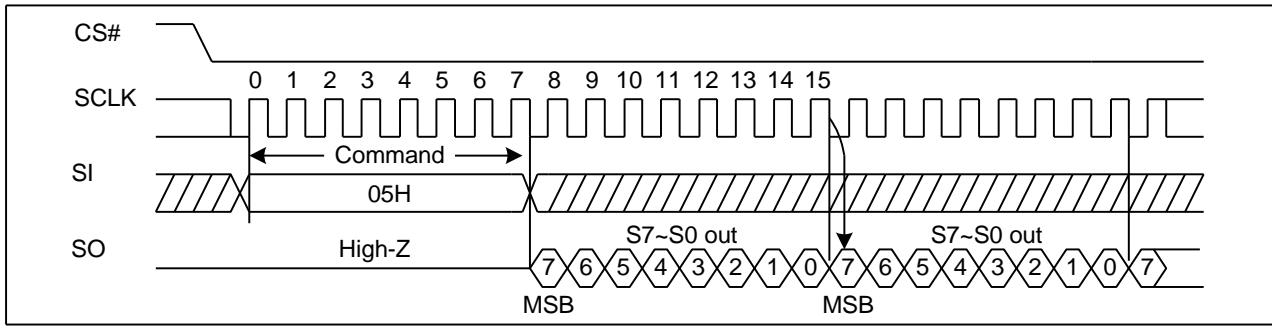 CS#
0 1 2 3 4 5 6 7 8 9 10 11 12 13 14 15
SCLK
Command
SI
05H
S7~S0 out S7~S0 out
SO High-Z
7 6 5 4 3 2 1 0 7 6 5 4 3 2 1 0 7
MSB MSB